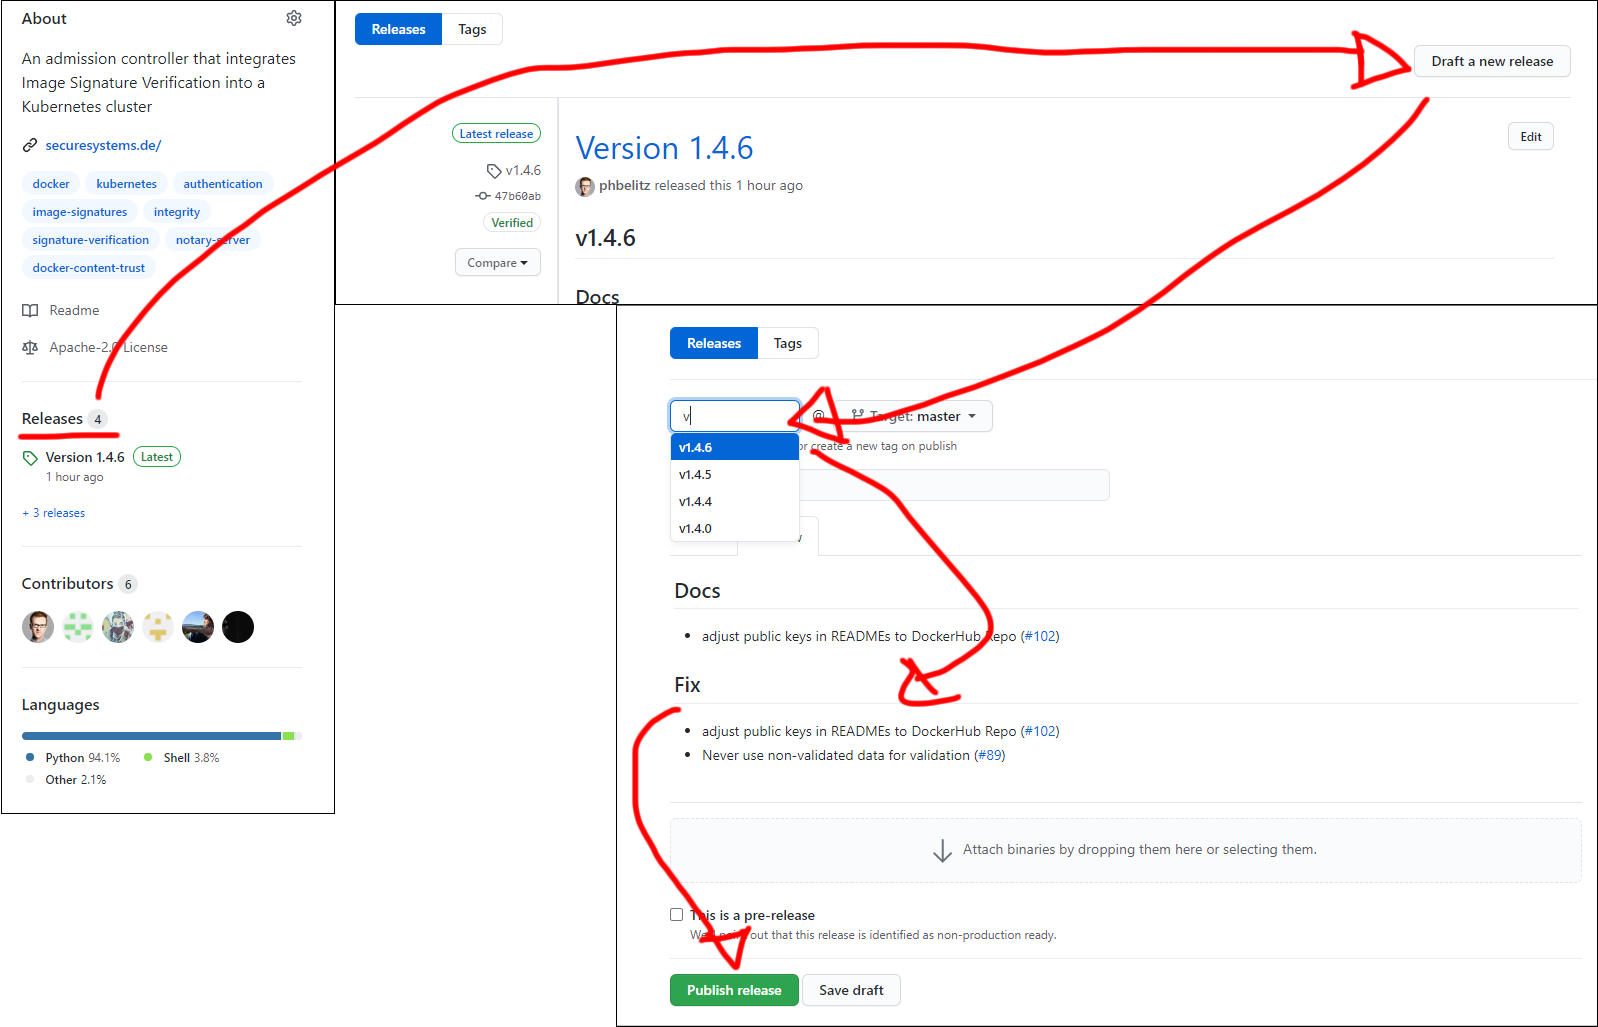 About
An admission controller that integrates
Image Signature Verification into a
Kubernetes cluster
securesystems.de/
docker kubernetes authentication
image-signatures integrity
signature-verification notary-server
docker-content-trust
Readme
Apache-2.0 License
Releases 4
Version 1.4.6 Latest
1 hour ago
+ 3 releases
Contributors 6
Languages
Python 94.1% Shell 3.8%
Other 2.1%
Releases Tags
Draft a new release
Latest release
v1.4.6
47b60ab
Verified
Compare
Version 1.4.6
Edit
phbelitz released this 1 hour ago
v1.4.6
Docs
Releases Tags
v @ Target: master
or create a new tag on publish
v1.4.6
v1.4.5
v1.4.4
v1.4.0
Docs
adjust public keys in READMEs to DockerHub Repo (#102)
Fix
adjust public keys in READMEs to DockerHub Repo (#102)
Never use non-validated data for validation (#89)
Attach binaries by dropping them here or selecting them.
This is a pre-release
We'll point out that this release is identified as non-production ready.
Publish release Save draft